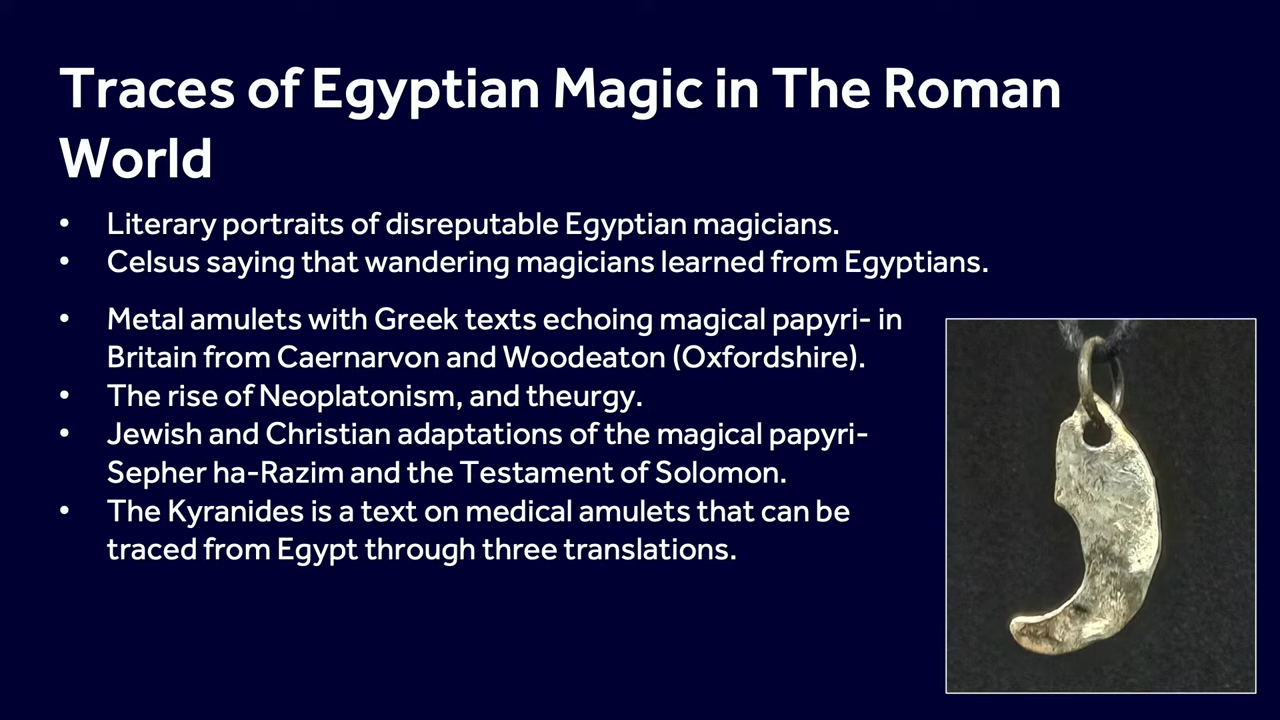 Traces of Egyptian Magic in The Roman
World
• Literary portraits of disreputable Egyptian magicians.
• Celsus saying that wandering magicians learned from Egyptians.
• Metal amulets with Greek texts echoing magical papyri- in
Britain from Caernarvon and Woodeaton (Oxfordshire).
• The rise of Neoplatonism, and theurgy.
• Jewish and Christian adaptations of the magical papyri-
Sepher ha-Razim and the Testament of Solomon.
• The Kyranides is a text on medical amulets that can be
traced from Egypt through three translations.